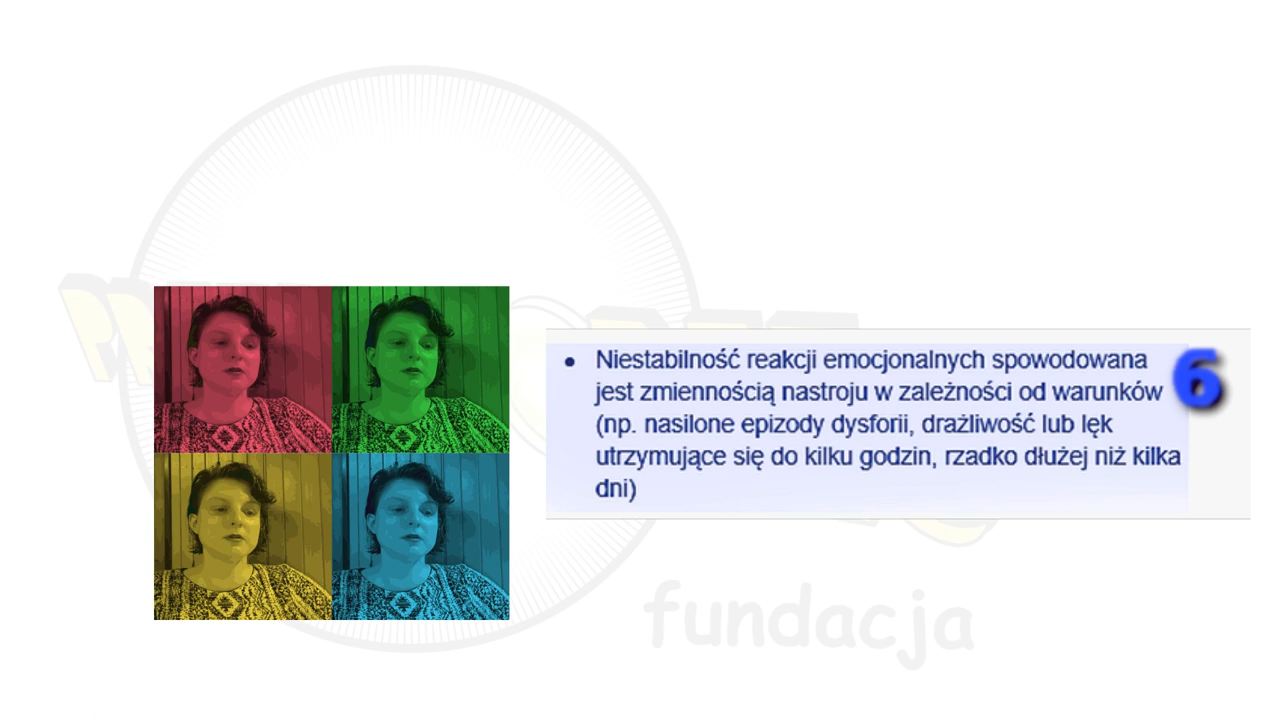 • Niestabilność reakcji emocjonalnych spowodowana
jest zmiennością nastroju w zależności od warunków
(np. nasilone epizody dysforii, drażliwość lub lęk
utrzymujące się do kilku godzin, rzadko dłużej niż kilka
dni)
6
fundacja